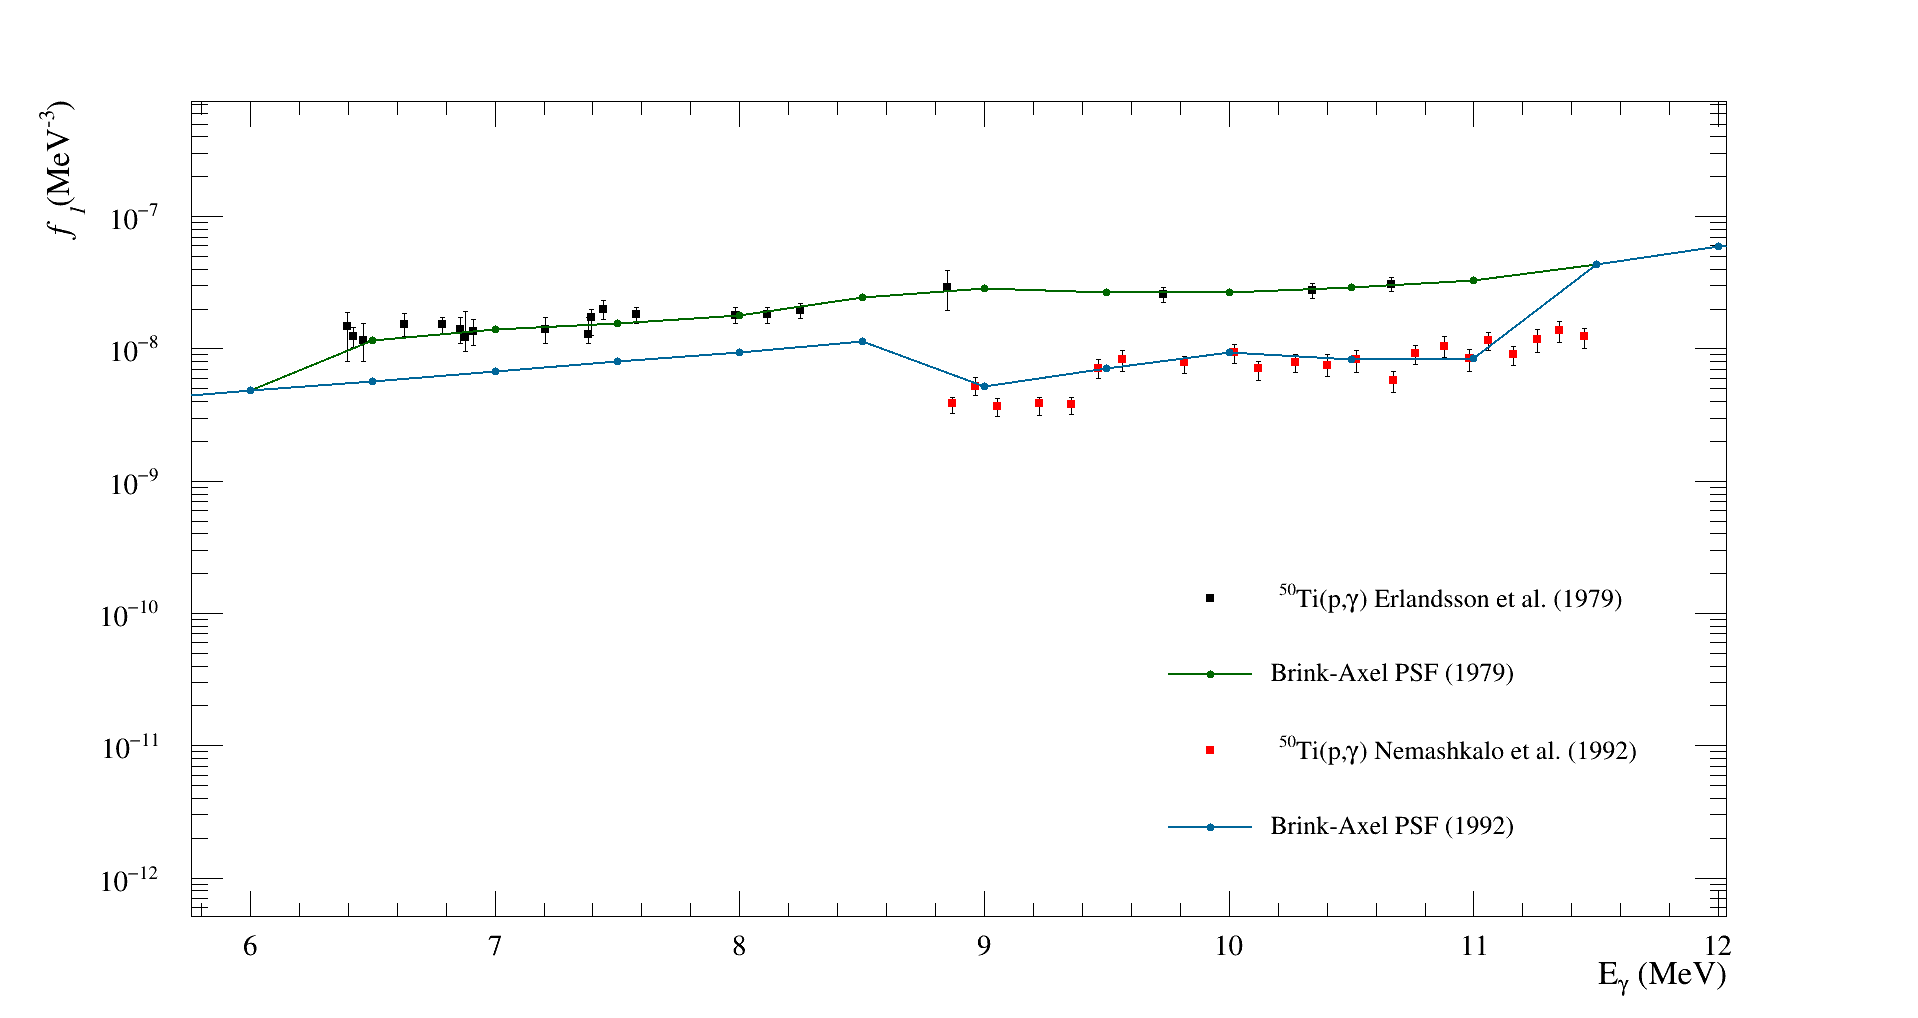 f 1 (MeV⁻³)
10⁻⁷
10⁻⁸
10⁻⁹
10⁻¹⁰
10⁻¹¹
10⁻¹²
⁵⁰Ti(p,γ) Erlandsson et al. (1979)
Brink-Axel PSF (1979)
⁵⁰Ti(p,γ) Nemashkalo et al. (1992)
Brink-Axel PSF (1992)
6 7 8 9 10 11 12
Eγ (MeV)